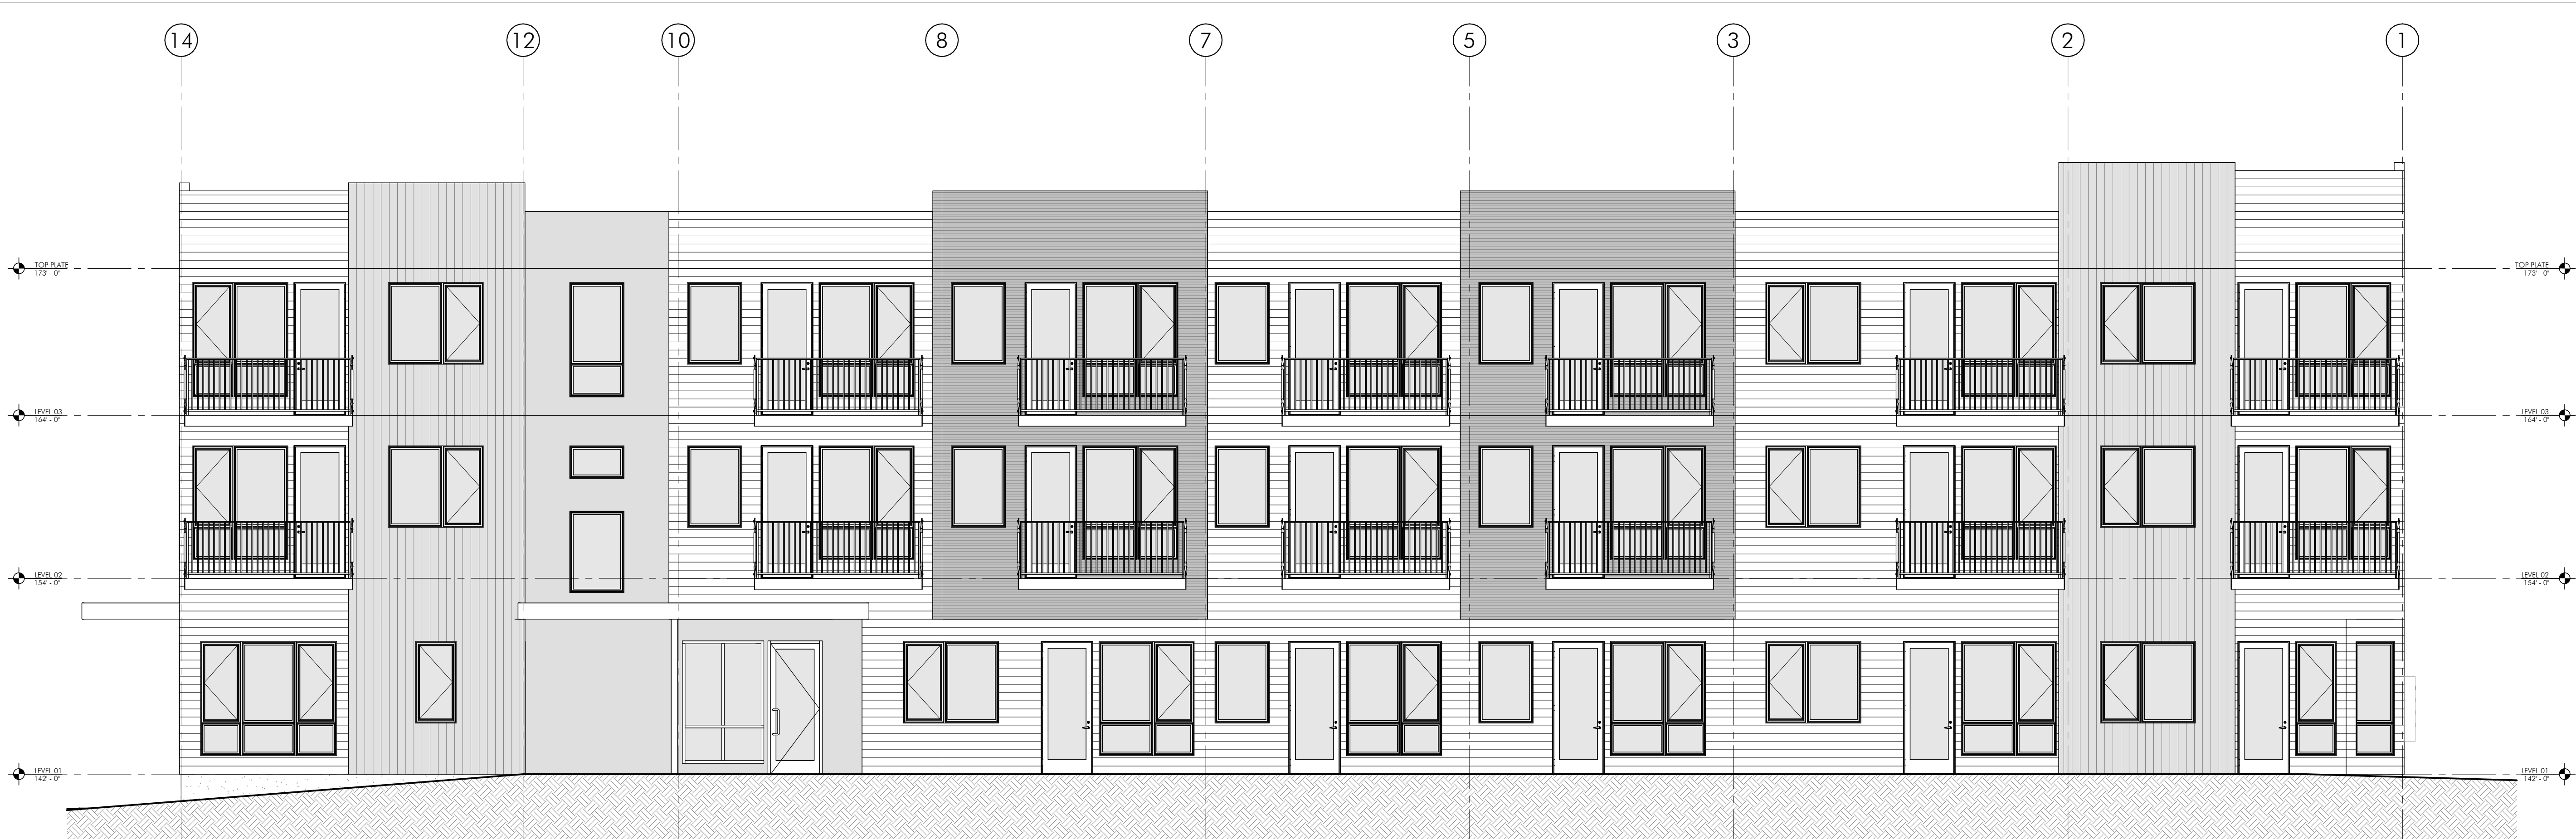 14 12 10 8 7 5 3 2 1
TOP PLATE
173' - 0"
TOP PLATE
173' - 0"
LEVEL 03
164' - 0"
LEVEL 03
164' - 0"
LEVEL 02
154' - 0"
LEVEL 02
154' - 0"
LEVEL 01
142' - 0"
LEVEL 01
142' - 0"